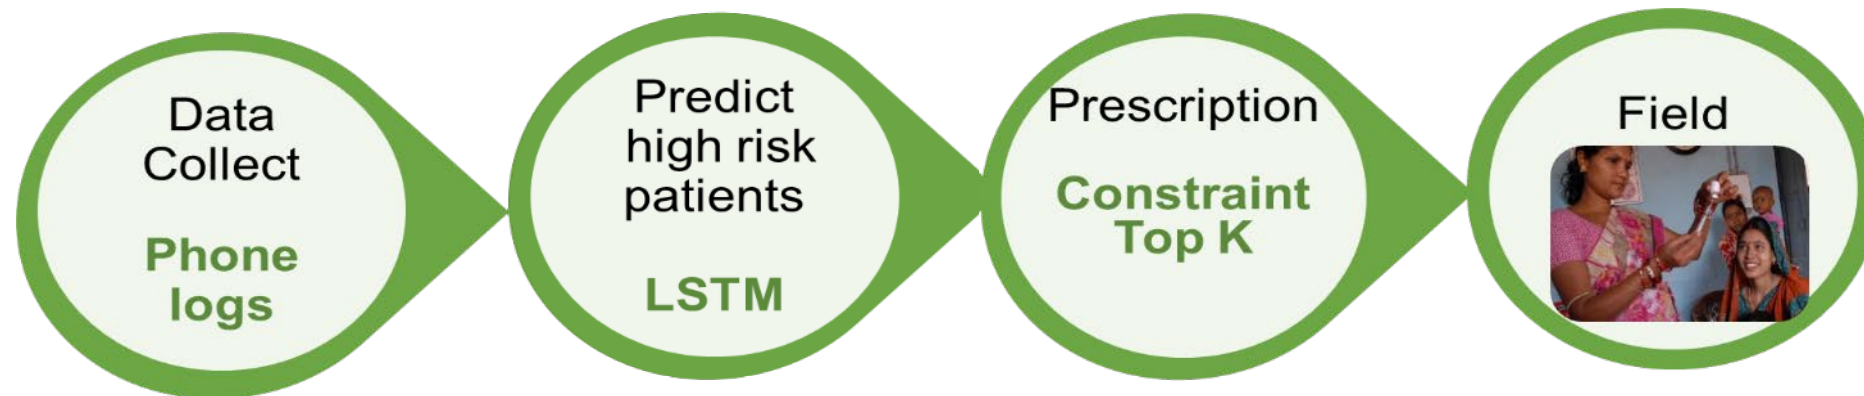 Data
Collect
Phone
logs
Predict
high risk
patients
LSTM
Prescription
Constraint
Top K
Field